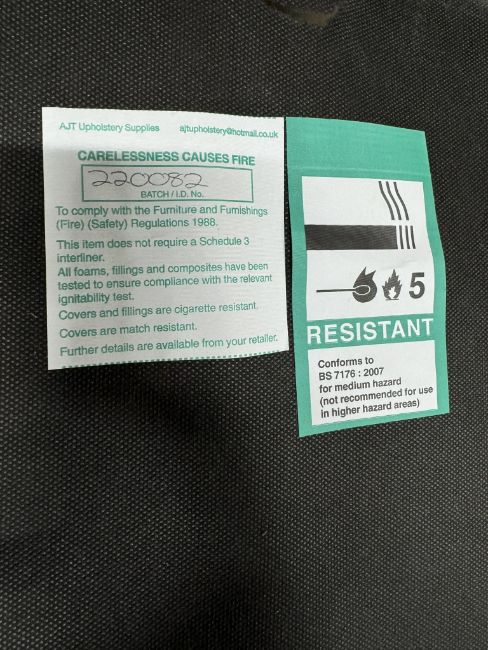 AJT Upholstery Supplies ajtupholstery@hotmail.co.uk
CARELESSNESS CAUSES FIRE
220082
BATCH / I.D. No.
To comply with the Furniture and Furnishings
(Fire) (Safety) Regulations 1988.
This item does not require a Schedule 3
interliner.
All foams, fillings and composites have been
tested to ensure compliance with the relevant
ignitability test.
Covers and fillings are cigarette resistant.
Covers are match resistant.
Further details are available from your retailer.
5
RESISTANT
Conforms to
BS 7176 : 2007
for medium hazard
(not recommended for use
in higher hazard areas)